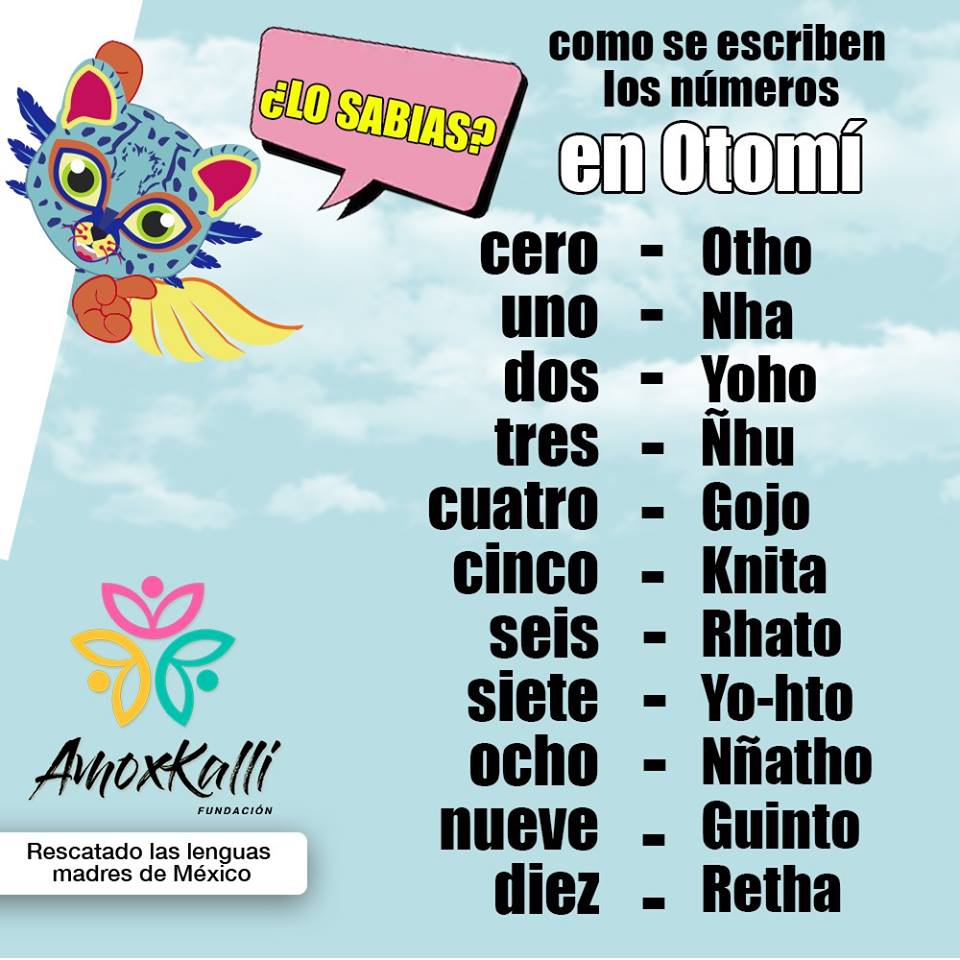 ¿LO SABIAS?
como se escriben
los números
en Otomí
cero - Otho
uno - Nha
dos - Yoho
tres - Ñhu
cuatro - Gojo
cinco - Knita
seis - Rhato
siete - Yo-hto
ocho - Nñatho
nueve - Guinto
diez - Retha
AmoxKalli
FUNDACIÓN
Rescatado las lenguas
madres de México